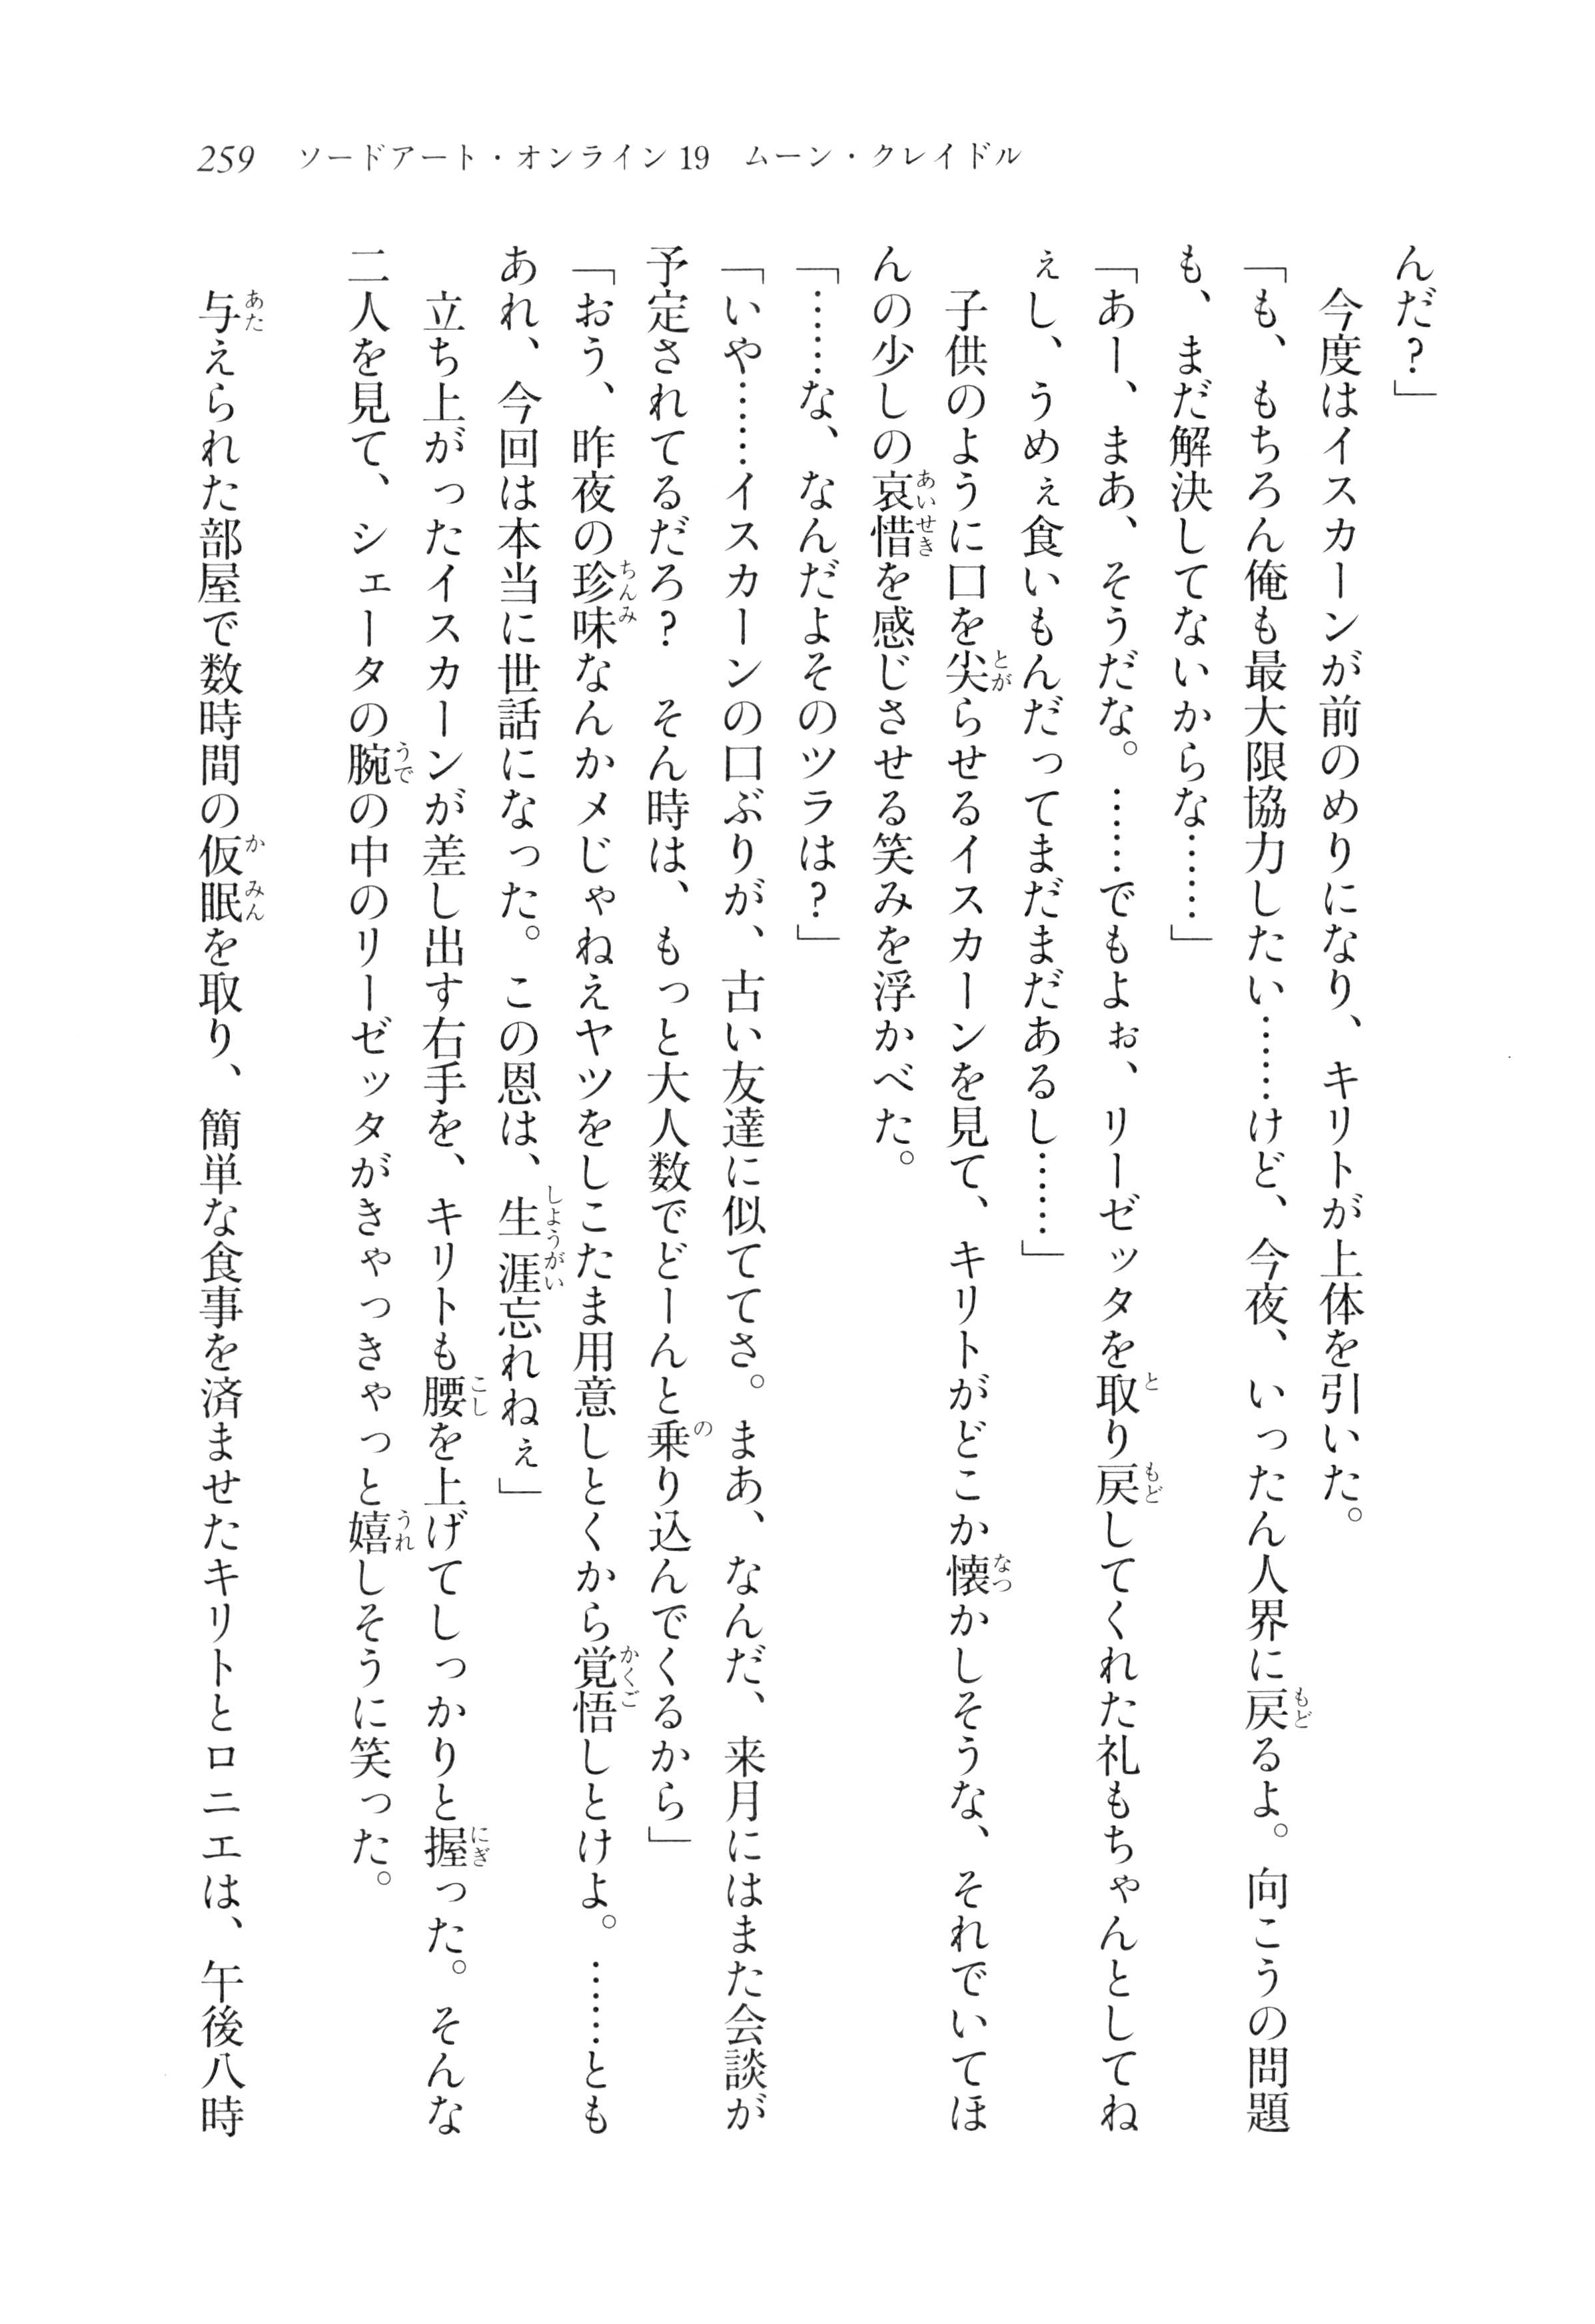 259　ソードアート・オンライン19　ムーン・クレイドル
んだ？」
　今度はイスカーンが前のめりになり、キリトが上体を引いた。
「も、もちろん俺も最大限協力したい……けど、今夜、いったん人界に戻るよ。向こうの問題
も、まだ解決してないからな……」
「あー、まあ、そうだな。……でもよぉ、リーゼッタを取り戻してくれた礼もちゃんとしてね
ぇし、うめぇ食いもんだってまだまだあるし……」
　子供のように口を尖らせるイスカーンを見て、キリトがどこか懐かしそうな、それでいてほ
んの少しの哀惜を感じさせる笑みを浮かべた。
「……な、なんだよそのツラは？」
「いや……イスカーンの口ぶりが、古い友達に似ててさ。まあ、なんだ、来月にはまた会談が
予定されてるだろ？　そん時は、もっと大人数でどーんと乗り込んでくるから」
「おう、昨夜の珍味なんかメじゃねえヤツをしこたま用意しとくから覚悟しとけよ。……とも
あれ、今回は本当に世話になった。この恩は、生涯忘れねぇ」
　立ち上がったイスカーンが差し出す右手を、キリトも腰を上げてしっかりと握った。そんな
二人を見て、シェータの腕の中のリーゼッタがきゃっきゃっと嬉しそうに笑った。
　与えられた部屋で数時間の仮眠を取り、簡単な食事を済ませたキリトとロニエは、午後八時